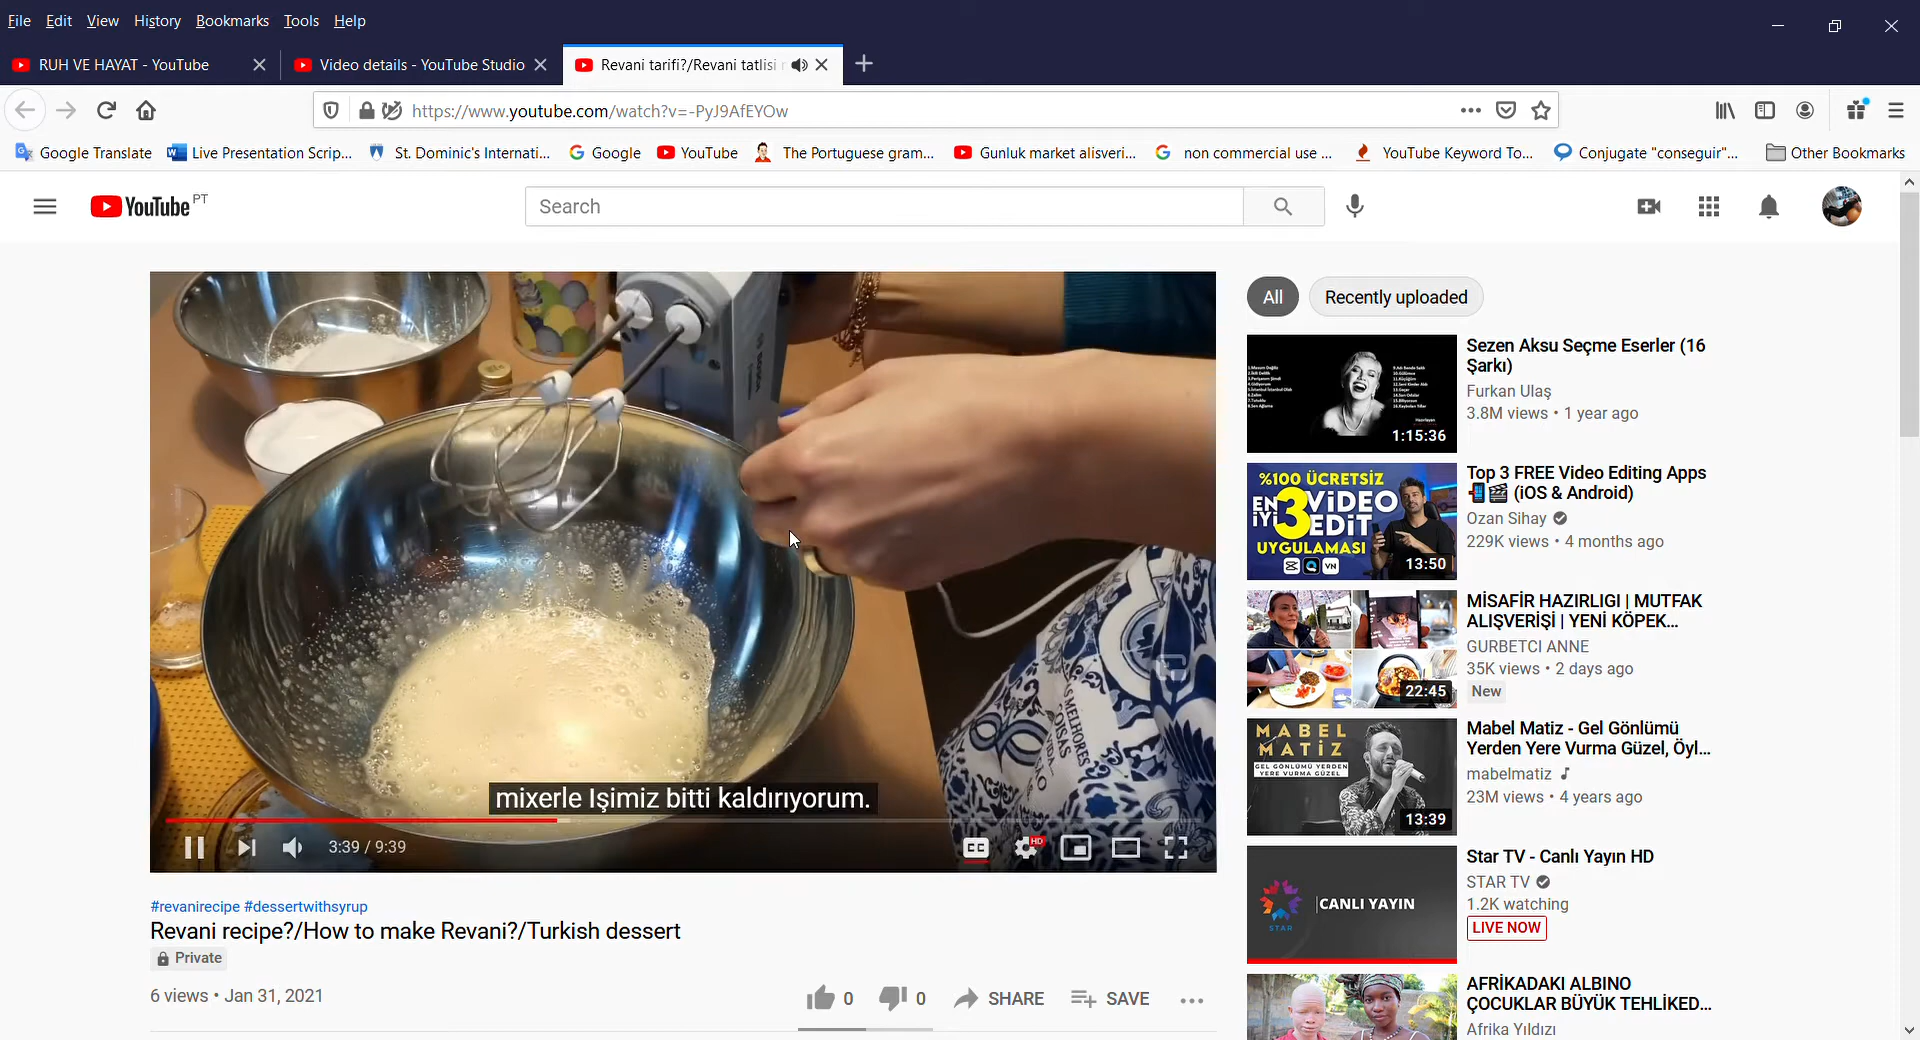 File Edit View History Bookmarks Tools Help
RUH VE HAYAT - YouTube
Video details - YouTube Studio
Revani tarifi?/Revani tatlisi
https://www.youtube.com/watch?v=-PyJ9AfEYOw
Google Translate
Live Presentation Scrip...
St. Dominic's Internati...
Google
YouTube
The Portuguese gram...
Gunluk market alisveri...
non commercial use ...
YouTube Keyword To...
Conjugate "conseguir"...
Other Bookmarks
YouTube PT
Search
mixerle Işimiz bitti kaldırıyorum.
3:39 / 9:39
CC
HD
MELHORES
#revanirecipe #dessertwithsyrup
Revani recipe?/How to make Revani?/Turkish dessert
Private
6 views • Jan 31, 2021
0
0
SHARE
SAVE
All
Recently uploaded
1:15:36
Sezen Aksu Seçme Eserler (16
Şarkı)
Furkan Ulaş
3.8M views • 1 year ago
%100 ÜCRETSİZ
EN İYİ 3 VİDEO
EDİT
UYGULAMASI
VN
13:50
Top 3 FREE Video Editing Apps
(iOS & Android)
Ozan Sihay
229K views • 4 months ago
22:45
MİSAFİR HAZIRLIGI | MUTFAK
ALIŞVERİŞİ | YENİ KÖPEK...
GURBETCI ANNE
35K views • 2 days ago
New
MABEL
MATİZ
GEL GÖNLÜMÜ YERDEN
YERE VURMA GÜZEL
13:39
Mabel Matiz - Gel Gönlümü
Yerden Yere Vurma Güzel, Öyl...
mabelmatiz
23M views • 4 years ago
STAR
CANLI YAYIN
Star TV - Canlı Yayın HD
STAR TV
1.2K watching
LIVE NOW
AFRİKADAKI ALBINO
ÇOCUKLAR BÜYÜK TEHLİKED...
Afrika Yıldızı